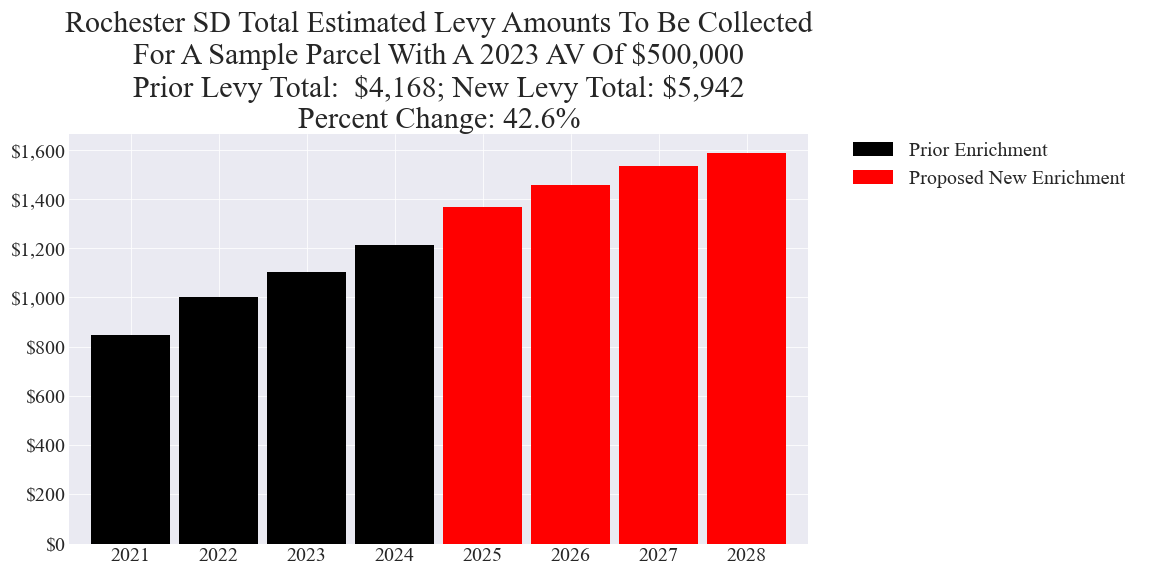 Rochester SD Total Estimated Levy Amounts To Be Collected
For A Sample Parcel With A 2023 AV Of $500,000
Prior Levy Total:  $4,168; New Levy Total: $5,942
Percent Change: 42.6%
Prior Enrichment
Proposed New Enrichment
$1,600
$1,400
$1,200
$1,000
$800
$600
$400
$200
$0
2021 2022 2023 2024 2025 2026 2027 2028